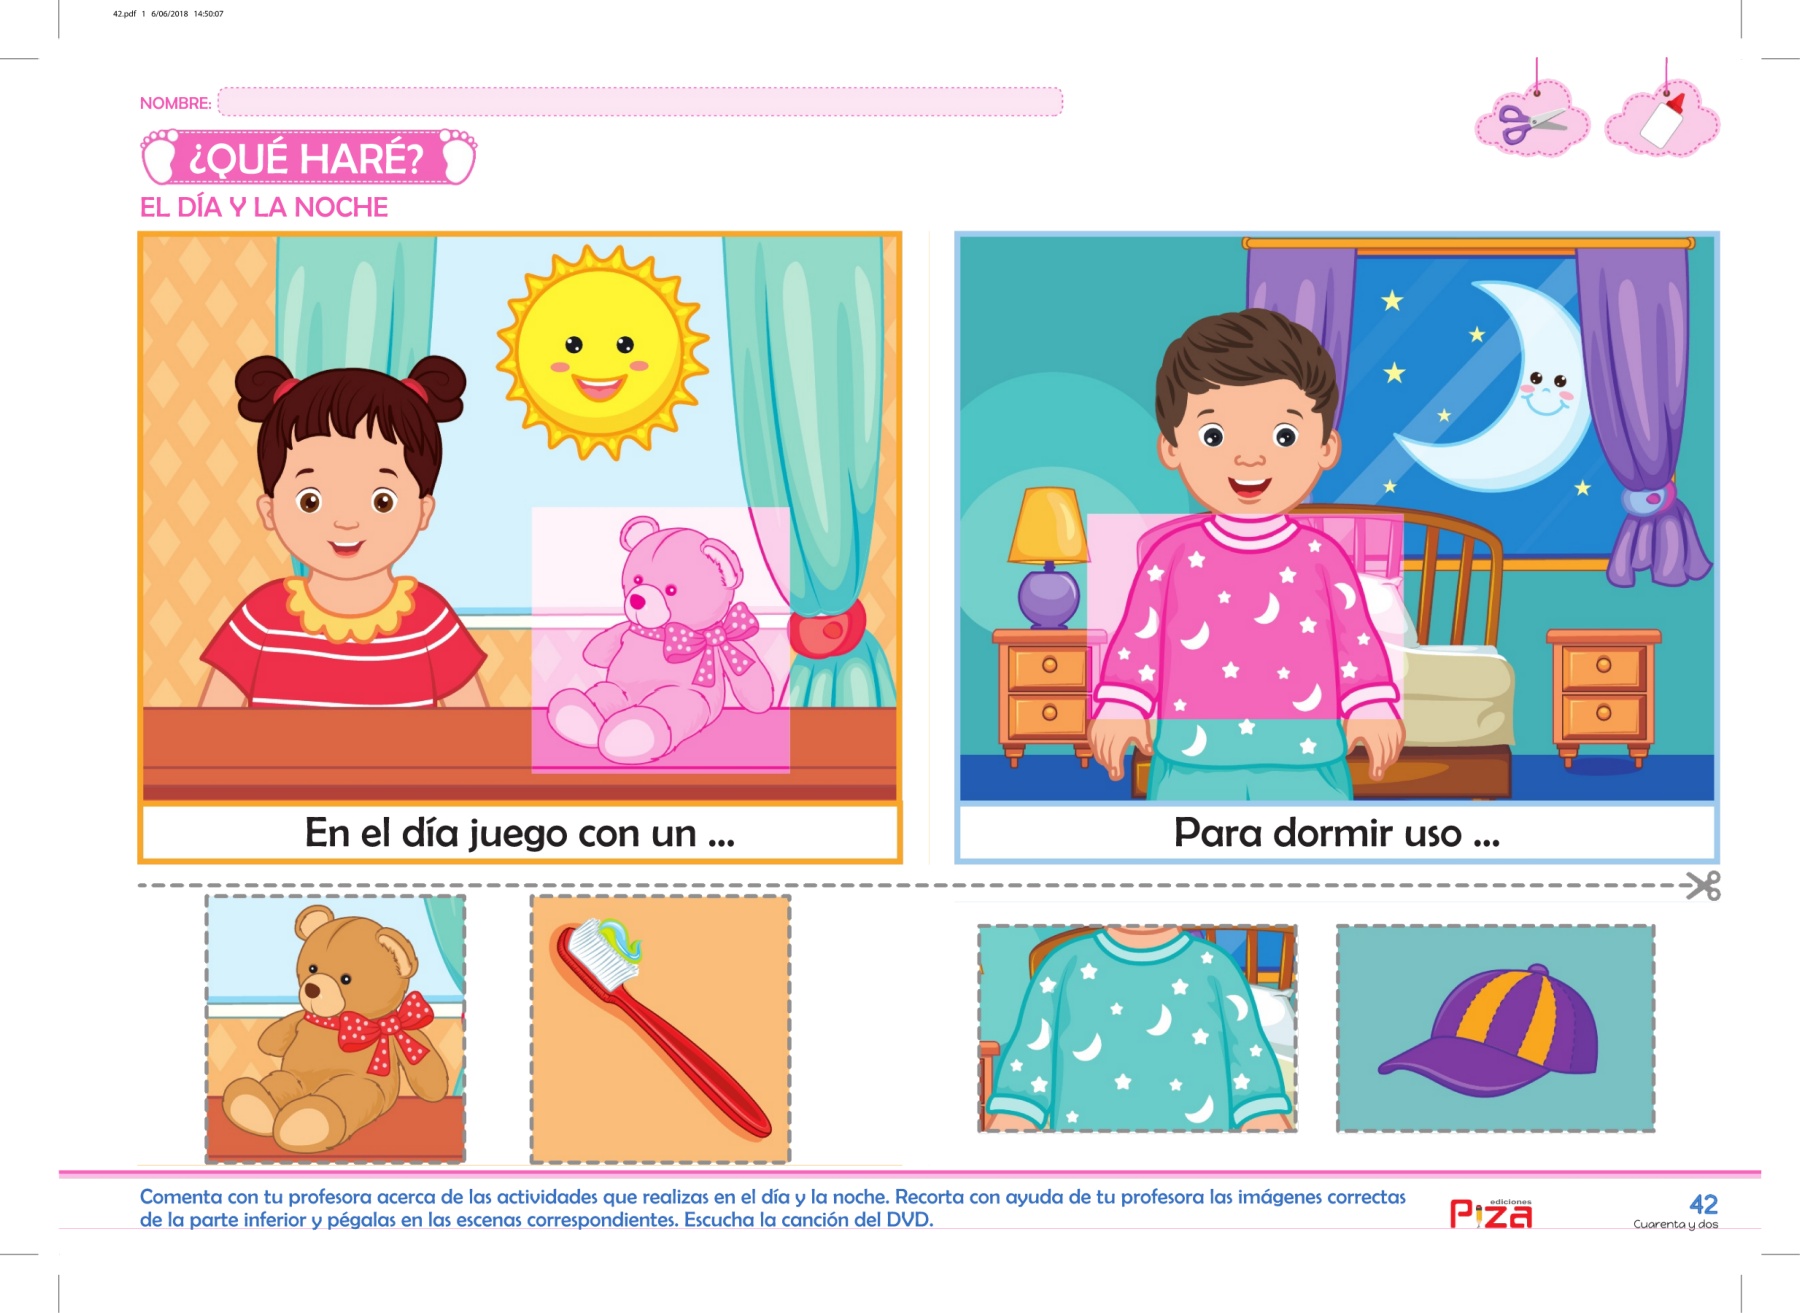 42.pdf 1 6/06/2018 14:50:07
NOMBRE:
¿QUÉ HARÉ?
EL DÍA Y LA NOCHE
En el día juego con un ...
Para dormir uso ...
Comenta con tu profesora acerca de las actividades que realizas en el día y la noche. Recorta con ayuda de tu profesora las imágenes correctas
de la parte inferior y pégalas en las escenas correspondientes. Escucha la canción del DVD.
ediciones
Piza
42
Cuarenta y dos